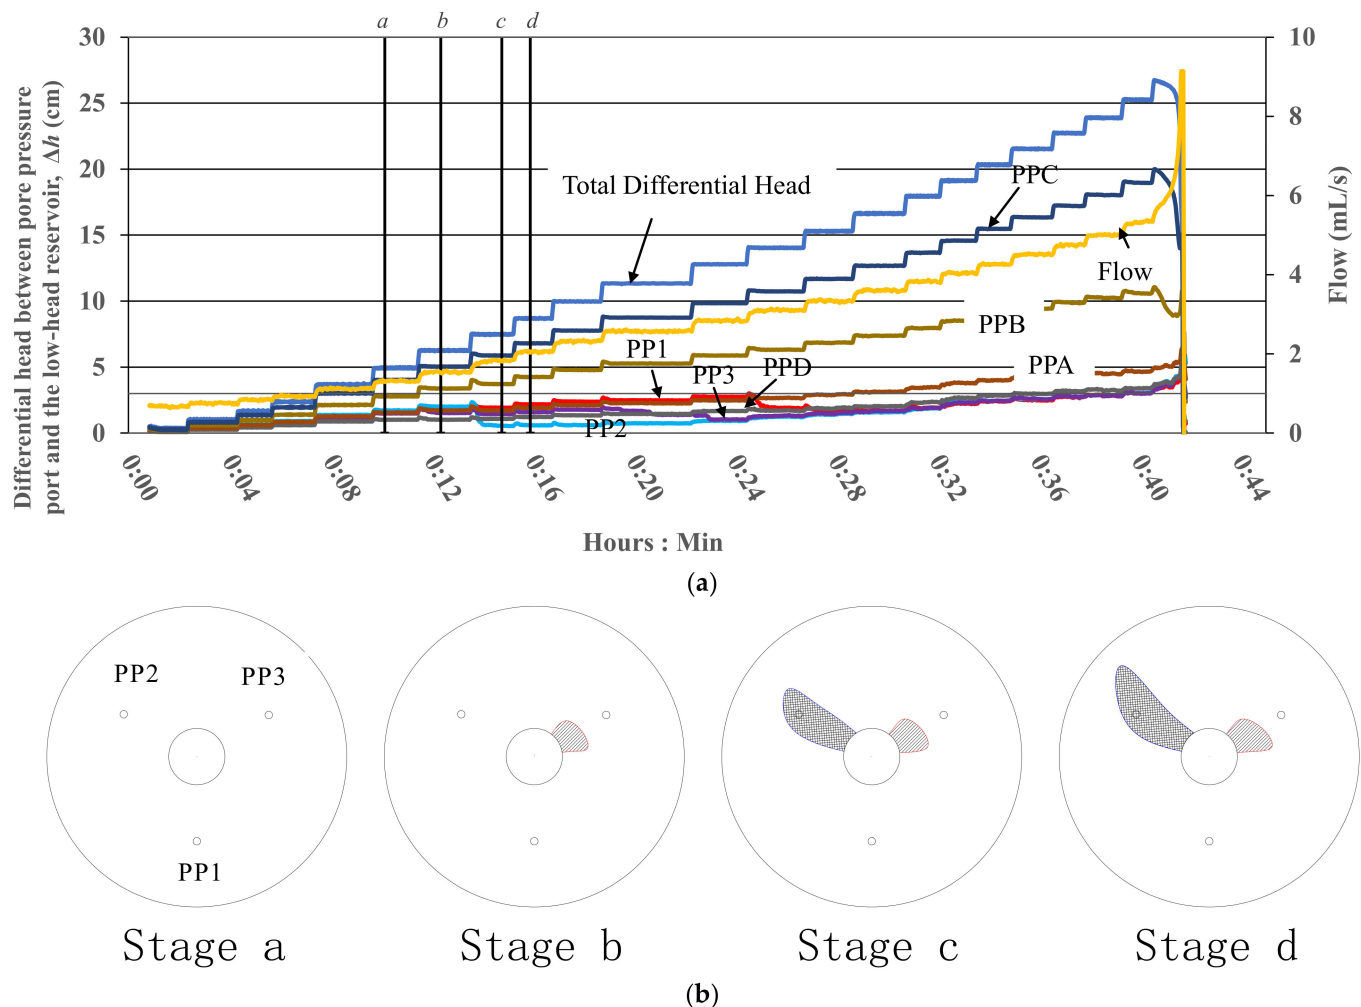 a b c d
30
25
20
15
10
5
0
10
8
6
4
2
0
Differential head between pore pressure
port and the low-head reservoir, Δh (cm)
Flow (mL/s)
Total Differential Head
PPC
Flow
PPB
PP1
PP3
PPD
PPA
PP2
0:00 0:04 0:08 0:12 0:16 0:20 0:24 0:28 0:32 0:36 0:40 0:44
Hours : Min
(a)
PP2 PP3
PP1
Stage a Stage b Stage c Stage d
(b)